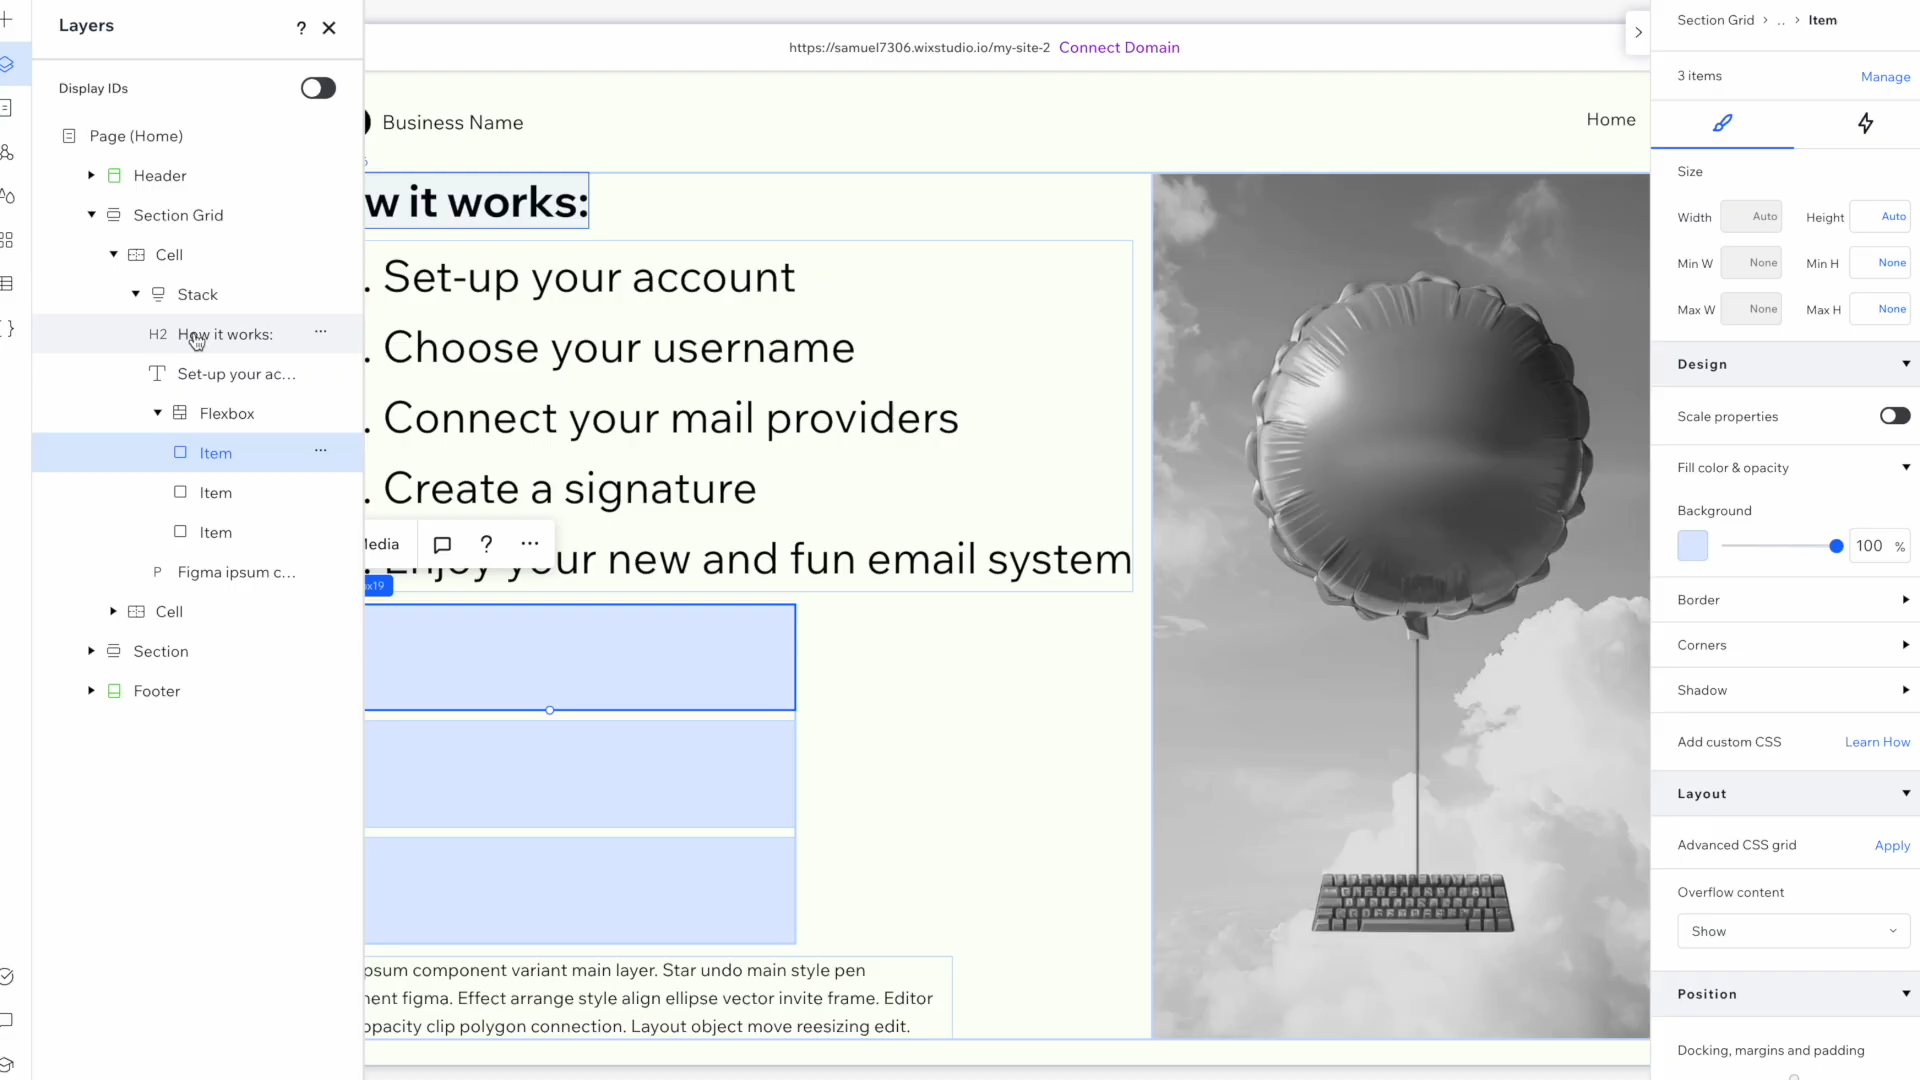 Layers
?
Display IDs
Page (Home)
Header
Section Grid
Cell
Stack
H2 How it works:
Set-up your ac...
Flexbox
Item
Item
Item
P Figma ipsum c...
Cell
Section
Footer
https://samuel7306.wixstudio.io/my-site-2 Connect Domain
Business Name
Home
w it works:
. Set-up your account
. Choose your username
. Connect your mail providers
. Create a signature
. Enjoy your new and fun email system
Media
?
x19
psum component variant main layer. Star undo main style pen
nent figma. Effect arrange style align ellipse vector invite frame. Editor
opacity clip polygon connection. Layout object move reesizing edit.
Section Grid > .. > Item
3 items Manage
Size
Width Auto Height Auto
Min W None Min H None
Max W None Max H None
Design
Scale properties
Fill color & opacity
Background
100 %
Border
Corners
Shadow
Add custom CSS Learn How
Layout
Advanced CSS grid Apply
Overflow content
Show
Position
Docking, margins and padding